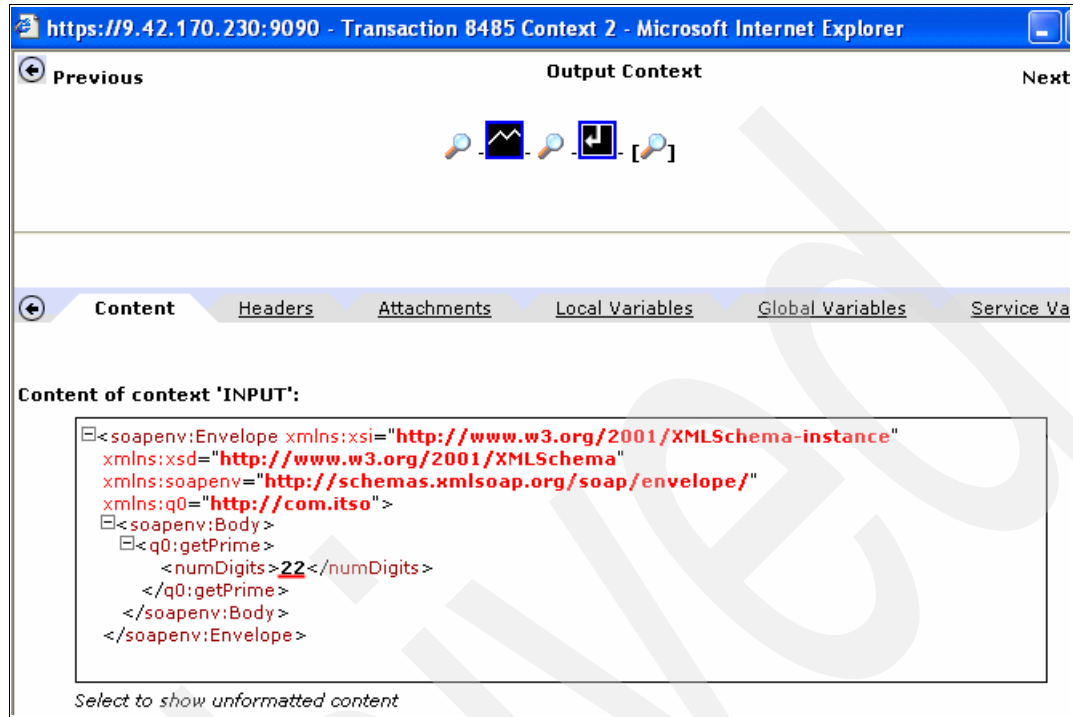 https://9.42.170.230:9090 - Transaction 8485 Context 2 - Microsoft Internet Explorer
Previous Output Context Next
- - - - [ ]
Content Headers Attachments Local Variables Global Variables Service Va
Content of context 'INPUT':
<soapenv:Envelope xmlns:xsi="http://www.w3.org/2001/XMLSchema-instance"
xmlns:xsd="http://www.w3.org/2001/XMLSchema"
xmlns:soapenv="http://schemas.xmlsoap.org/soap/envelope/"
xmlns:q0="http://com.itso">
<soapenv:Body>
<q0:getPrime>
<numDigits>22</numDigits>
</q0:getPrime>
</soapenv:Body>
</soapenv:Envelope>
Select to show unformatted content